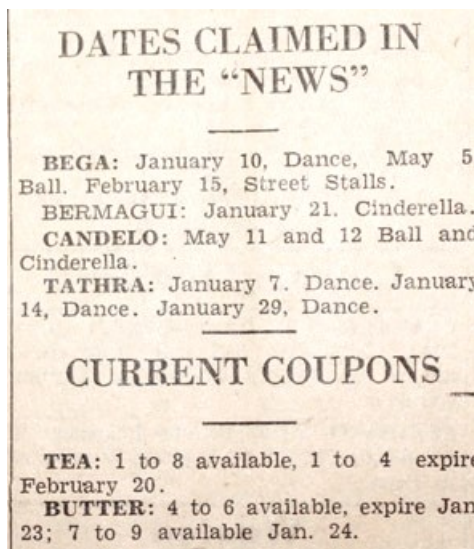 DATES CLAIMED IN
THE "NEWS"
BEGA: January 10, Dance, May 5
Ball. February 15, Street Stalls.
BERMAGUI: January 21. Cinderella.
CANDELO: May 11 and 12 Ball and
Cinderella.
TATHRA: January 7. Dance. January
14, Dance. January 29, Dance.
CURRENT COUPONS
TEA: 1 to 8 available, 1 to 4 expire
February 20.
BUTTER: 4 to 6 available, expire Jan.
23; 7 to 9 available Jan. 24.